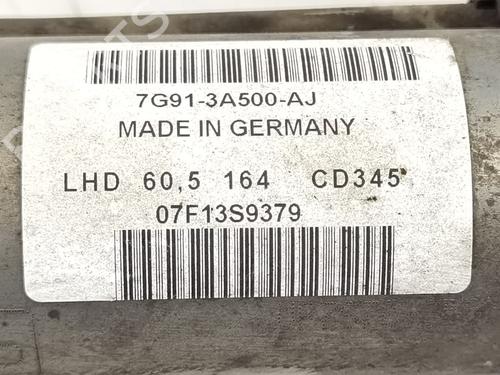 7G91-3A500-AJ
MADE IN GERMANY
LHD 60,5 164 CD345
07F13S9379